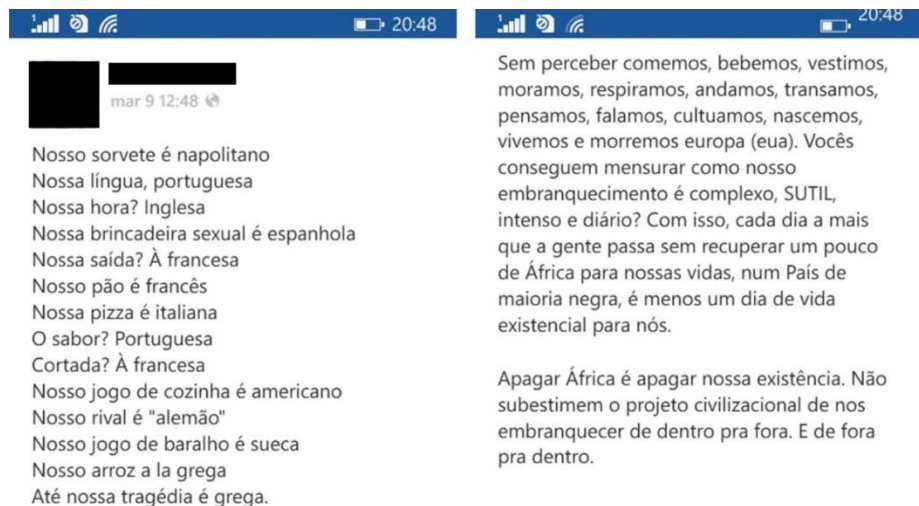 20:48
mar 9 12:48
Nosso sorvete é napolitano
Nossa língua, portuguesa
Nossa hora? Inglesa
Nossa brincadeira sexual é espanhola
Nossa saída? À francesa
Nosso pão é francês
Nossa pizza é italiana
O sabor? Portuguesa
Cortada? À francesa
Nosso jogo de cozinha é americano
Nosso rival é "alemão"
Nosso jogo de baralho é sueca
Nosso arroz a la grega
Até nossa tragédia é grega.
20:48
Sem perceber comemos, bebemos, vestimos,
moramos, respiramos, andamos, transamos,
pensamos, falamos, cultuamos, nascemos,
vivemos e morremos europa (eua). Vocês
conseguem mensurar como nosso
embranquecimento é complexo, SUTIL,
intenso e diário? Com isso, cada dia a mais
que a gente passa sem recuperar um pouco
de África para nossas vidas, num País de
maioria negra, é menos um dia de vida
existencial para nós.
Apagar África é apagar nossa existência. Não
subestimem o projeto civilizacional de nos
embranquecer de dentro pra fora. E de fora
pra dentro.